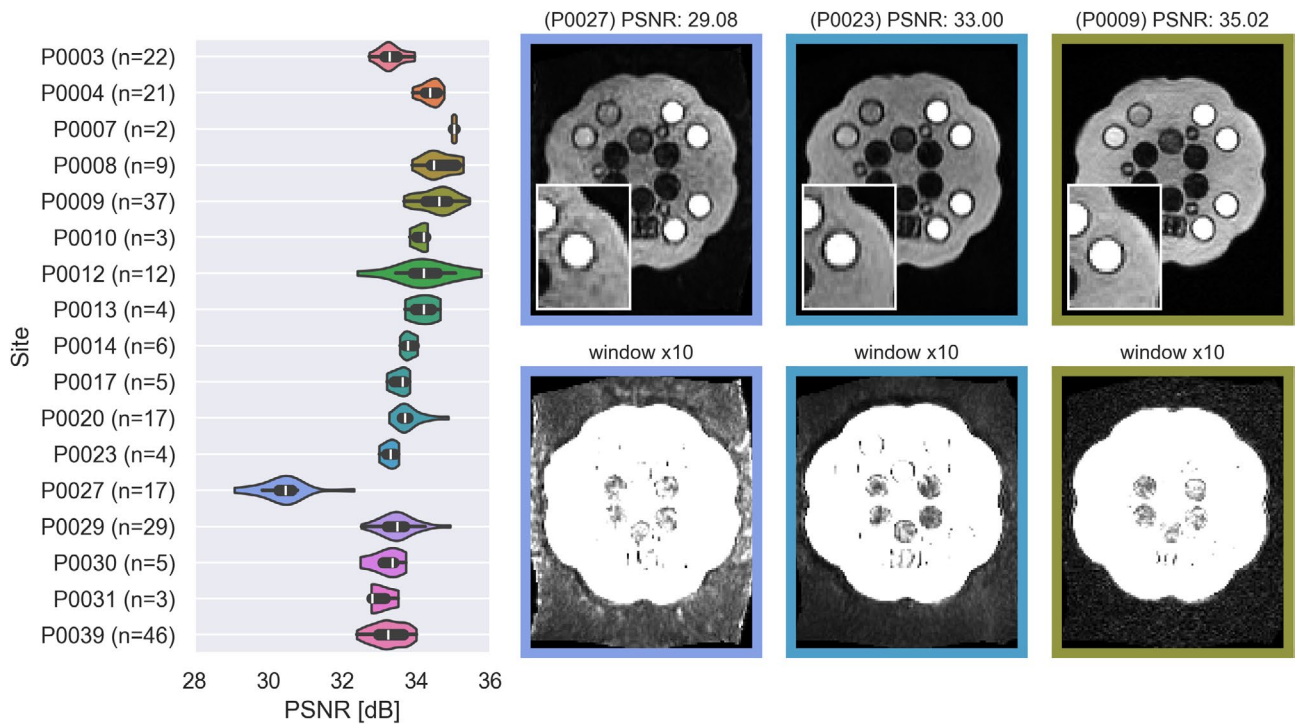 Site
P0003 (n=22)
P0004 (n=21)
P0007 (n=2)
P0008 (n=9)
P0009 (n=37)
P0010 (n=3)
P0012 (n=12)
P0013 (n=4)
P0014 (n=6)
P0017 (n=5)
P0020 (n=17)
P0023 (n=4)
P0027 (n=17)
P0029 (n=29)
P0030 (n=5)
P0031 (n=3)
P0039 (n=46)
28 30 32 34 36
PSNR [dB]
(P0027) PSNR: 29.08
(P0023) PSNR: 33.00
(P0009) PSNR: 35.02
window x10
window x10
window x10